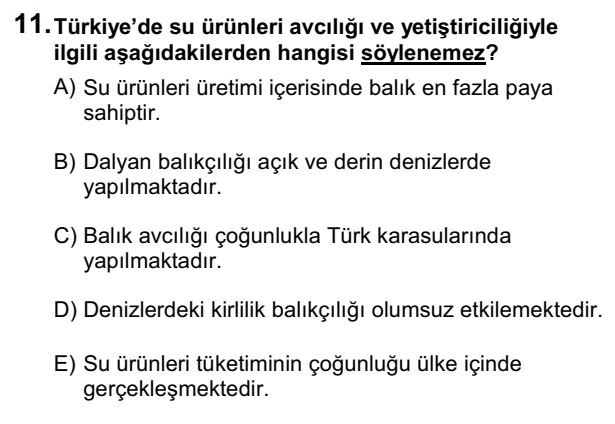 11. Türkiye’de su ürünleri avcılığı ve yetiştiriciliğiyle
ilgili aşağıdakilerden hangisi söylenemez?
A) Su ürünleri üretimi içerisinde balık en fazla paya
sahiptir.
B) Dalyan balıkçılığı açık ve derin denizlerde
yapılmaktadır.
C) Balık avcılığı çoğunlukla Türk karasularında
yapılmaktadır.
D) Denizlerdeki kirlilik balıkçılığı olumsuz etkilemektedir.
E) Su ürünleri tüketiminin çoğunluğu ülke içinde
gerçekleşmektedir.